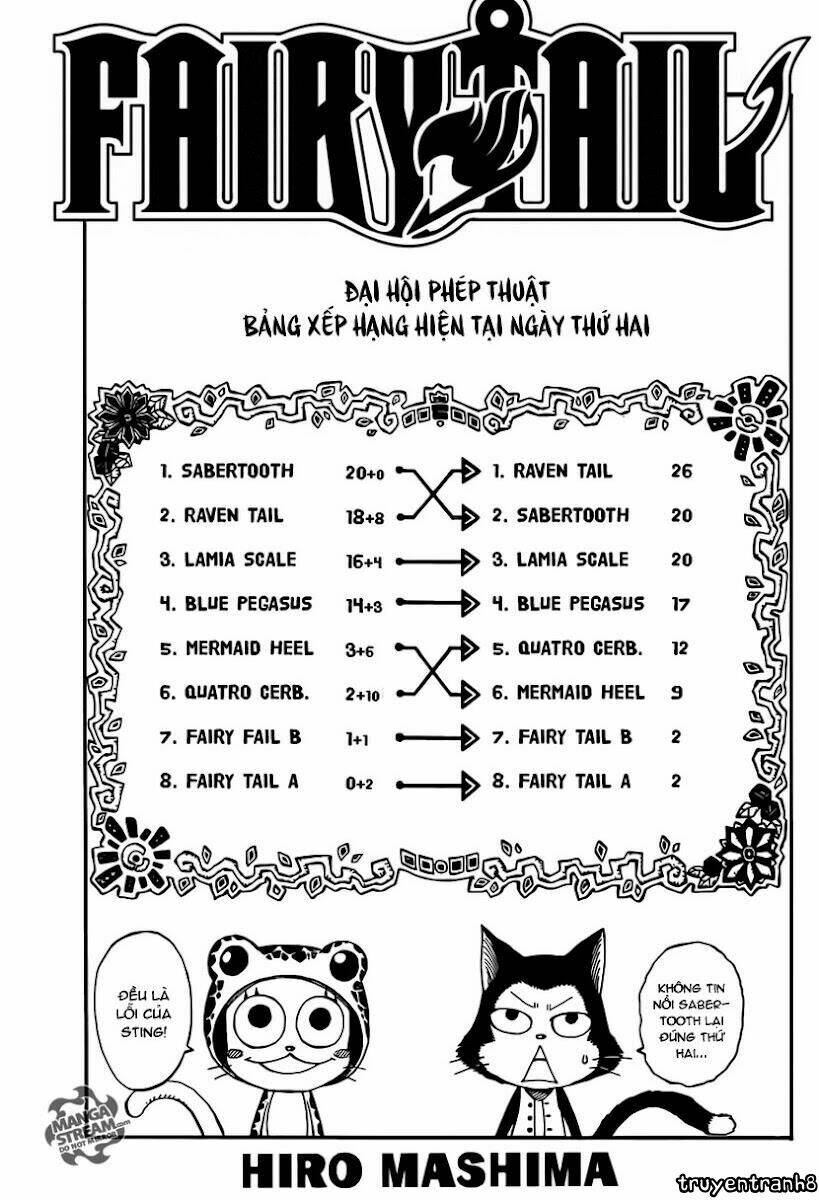 FAIRY TAIL
ĐẠI HỘI PHÉP THUẬT
BẢNG XẾP HẠNG HIỆN TẠI NGÀY THỨ HAI
1. SABERTOOTH 20+0 1. RAVEN TAIL 26
2. RAVEN TAIL 18+8 2. SABERTOOTH 20
3. LAMIA SCALE 16+4 3. LAMIA SCALE 20
4. BLUE PEGASUS 14+3 4. BLUE PEGASUS 17
5. MERMAID HEEL 3+6 5. QUATRO CERB. 12
6. QUATRO CERB. 2+10 6. MERMAID HEEL 9
7. FAIRY FAIL B 1+1 7. FAIRY TAIL B 2
8. FAIRY TAIL A 0+2 8. FAIRY TAIL A 2
ĐỀU LÀ
LỖI CỦA
STING!
KHÔNG TIN
NỔI SABER-
TOOTH LẠI
ĐÚNG THỨ
HAI...
MANGA
STREAM.com
DO NOT MIRROR
HIRO MASHIMA
truyentranh8